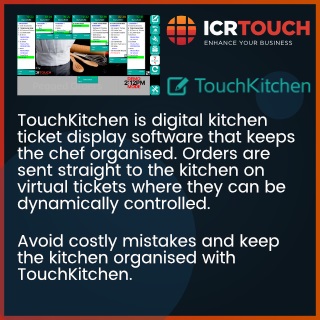 ICRTOUCH
ENHANCE YOUR BUSINESS
2:12PM
TouchKitchen
TouchKitchen is digital kitchen
ticket display software that keeps
the chef organised. Orders are
sent straight to the kitchen on
virtual tickets where they can be
dynamically controlled.
Avoid costly mistakes and keep
the kitchen organised with
TouchKitchen.